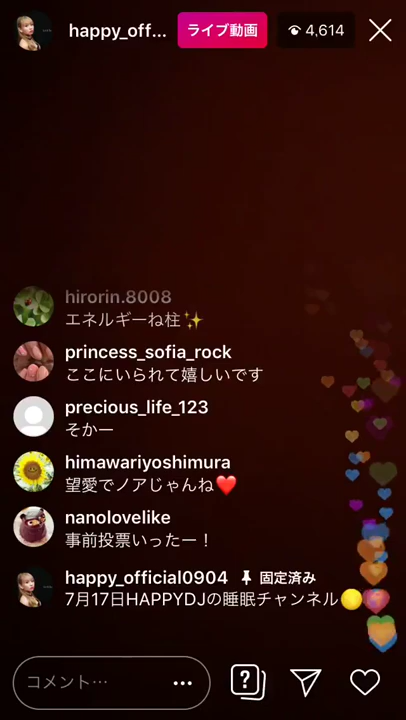 happy_off...
ライブ動画
4,614
hirorin.8008
エネルギーね柱✨
princess_sofia_rock
ここにいられて嬉しいです
precious_life_123
そかー
himawariyoshimura
望愛でノアじゃんね❤️
nanolovelike
事前投票いったー！
happy_official0904 固定済み
7月17日HAPPYDJの睡眠チャンネル🌕
コメント…